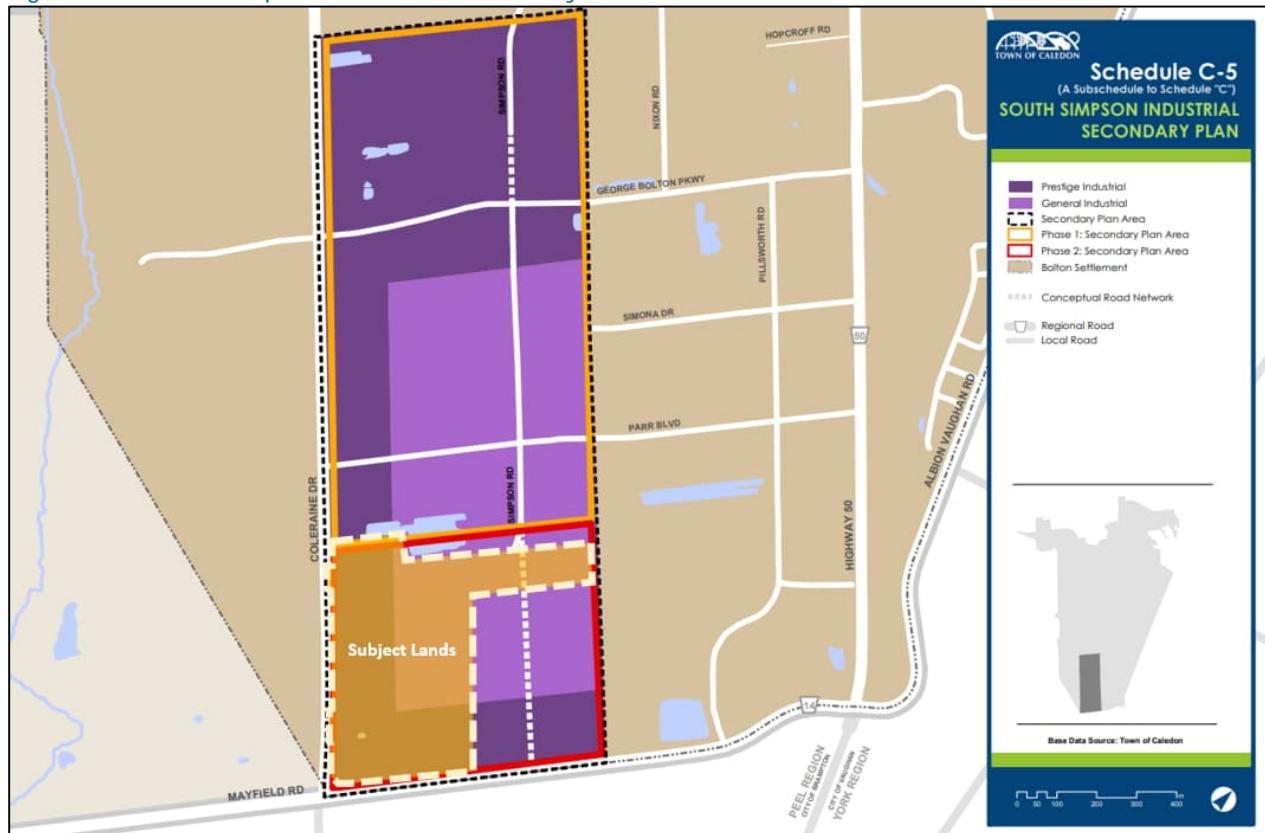 HOPCROFF RD
SIMPSON RD
NIXON RD
GEORGE BOLTON PKWY
PILLSWORTH RD
SIMONA DR
50
PARR BLVD
COLERAINE DR
SIMPSON RD
HIGHWAY 50
ALBION VAUGHAN RD
Subject Lands
14
MAYFIELD RD
PEEL REGION
CITY OF BRAMPTON
CITY OF VAUGHAN
YORK REGION
TOWN OF CALEDON
Schedule C-5
(A Subschedule to Schedule "C")
SOUTH SIMPSON INDUSTRIAL
SECONDARY PLAN
Prestige Industrial
General Industrial
Secondary Plan Area
Phase 1: Secondary Plan Area
Phase 2: Secondary Plan Area
Bolton Settlement
Conceptual Road Network
Regional Road
Local Road
Base Data Source: Town of Caledon
m
0 50 100 200 300 400